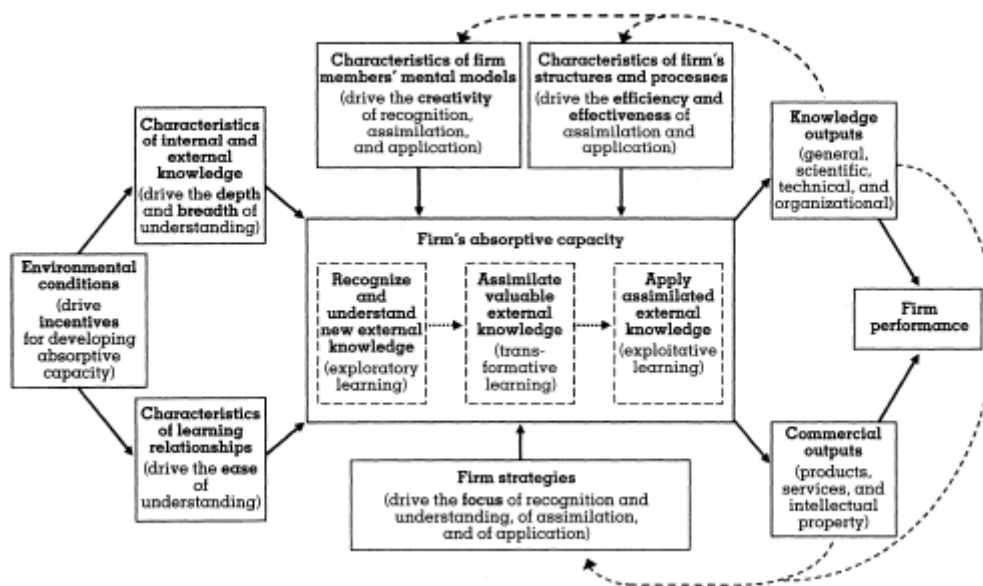 Characteristics of firm
members' mental models
(drive the creativity
of recognition,
assimilation,
and application)
Characteristics of firm's
structures and processes
(drive the efficiency and
effectiveness of
assimilation and
application)
Characteristics
of internal and
external knowledge
(drive the depth
and breadth of
understanding)
Knowledge
outputs
(general,
scientific,
technical, and
organizational)
Environmental
conditions
(drive
incentives
for developing
absorptive
capacity)
Firm's absorptive capacity
Recognize
and
understand
new external
knowledge
(exploratory
learning)
Assimilate
valuable
external
knowledge
(trans-
formative
learning)
Apply
assimilated
external
knowledge
(exploitative
learning)
Firm
performance
Characteristics
of learning
relationships
(drive the ease
of
understanding)
Firm strategies
(drive the focus of recognition and
understanding, of assimilation,
and of application)
Commercial
outputs
(products,
services, and
intellectual
property)